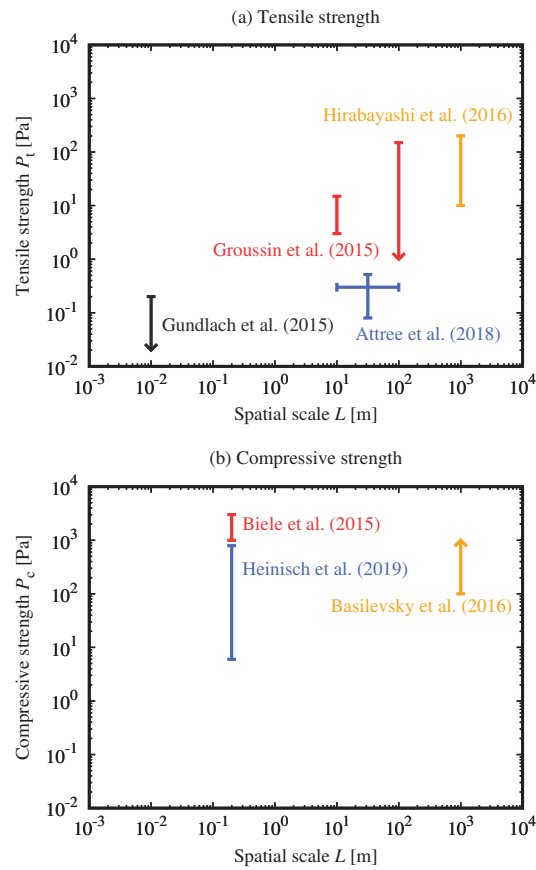 (a) Tensile strength
10^4
10^3
10^2
10^1
10^0
10^-1
10^-2
Tensile strength P_t [Pa]
Hirabayashi et al. (2016)
Groussin et al. (2015)
Gundlach et al. (2015)
Attree et al. (2018)
10^-3 10^-2 10^-1 10^0 10^1 10^2 10^3 10^4
Spatial scale L [m]
(b) Compressive strength
10^4
10^3
10^2
10^1
10^0
10^-1
10^-2
Compressive strength P_c [Pa]
Biele et al. (2015)
Heinisch et al. (2019)
Basilevsky et al. (2016)
10^-3 10^-2 10^-1 10^0 10^1 10^2 10^3 10^4
Spatial scale L [m]